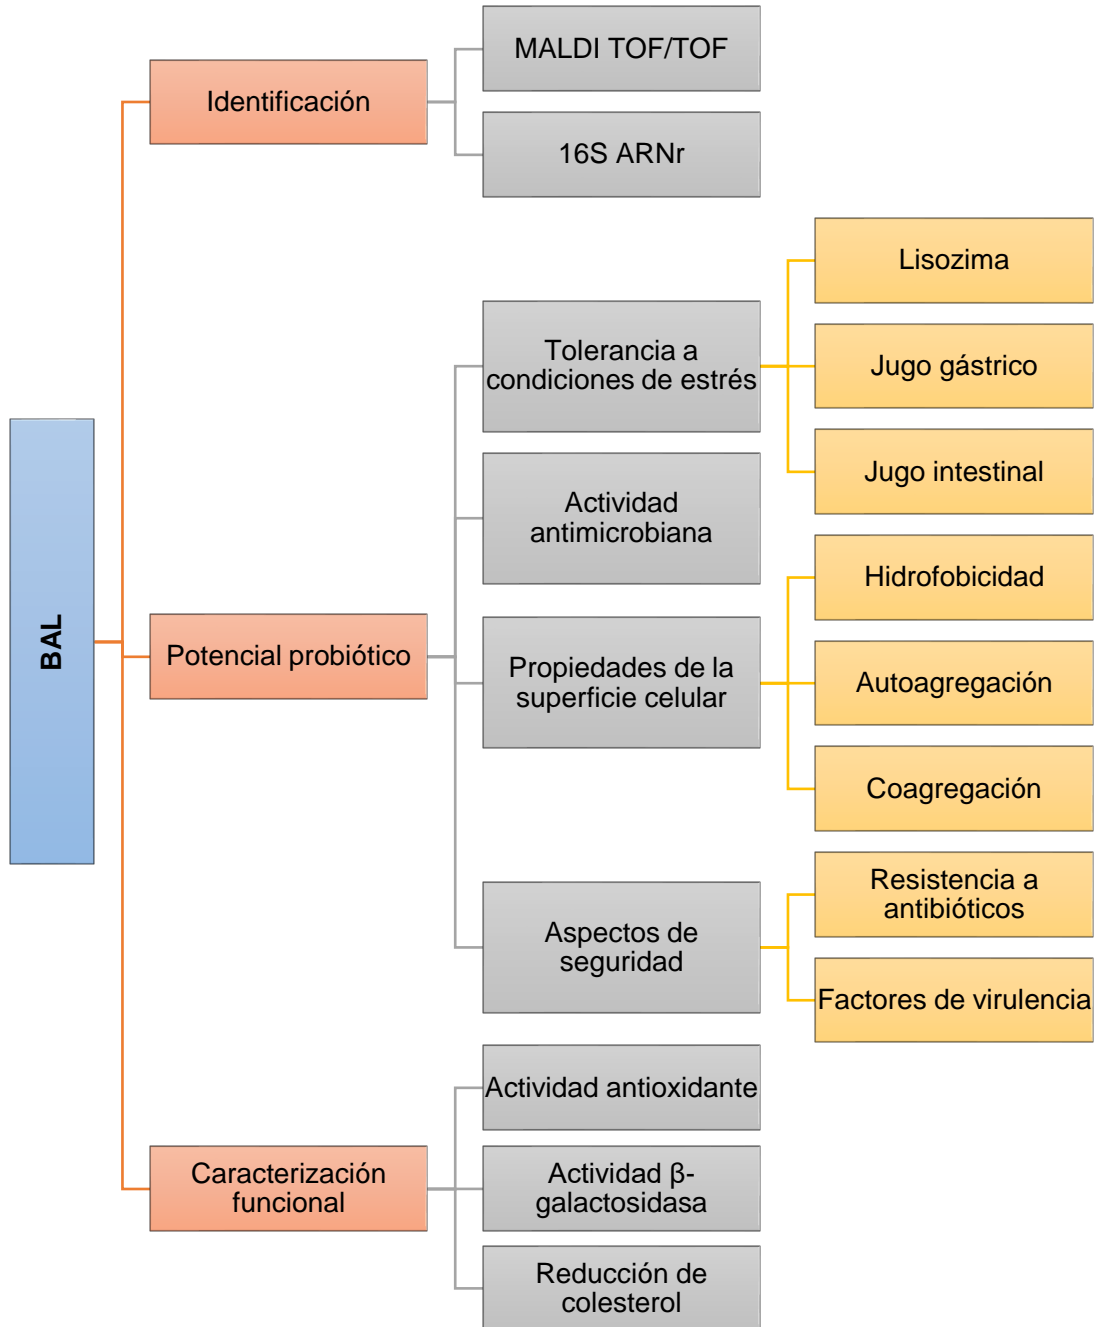 BAL
Identificación
MALDI TOF/TOF
16S ARNr
Potencial probiótico
Tolerancia a
condiciones de estrés
Lisozima
Jugo gástrico
Jugo intestinal
Actividad
antimicrobiana
Propiedades de la
superficie celular
Hidrofobicidad
Autoagregación
Coagregación
Aspectos de
seguridad
Resistencia a
antibióticos
Factores de virulencia
Caracterización
funcional
Actividad antioxidante
Actividad β-
galactosidasa
Reducción de
colesterol